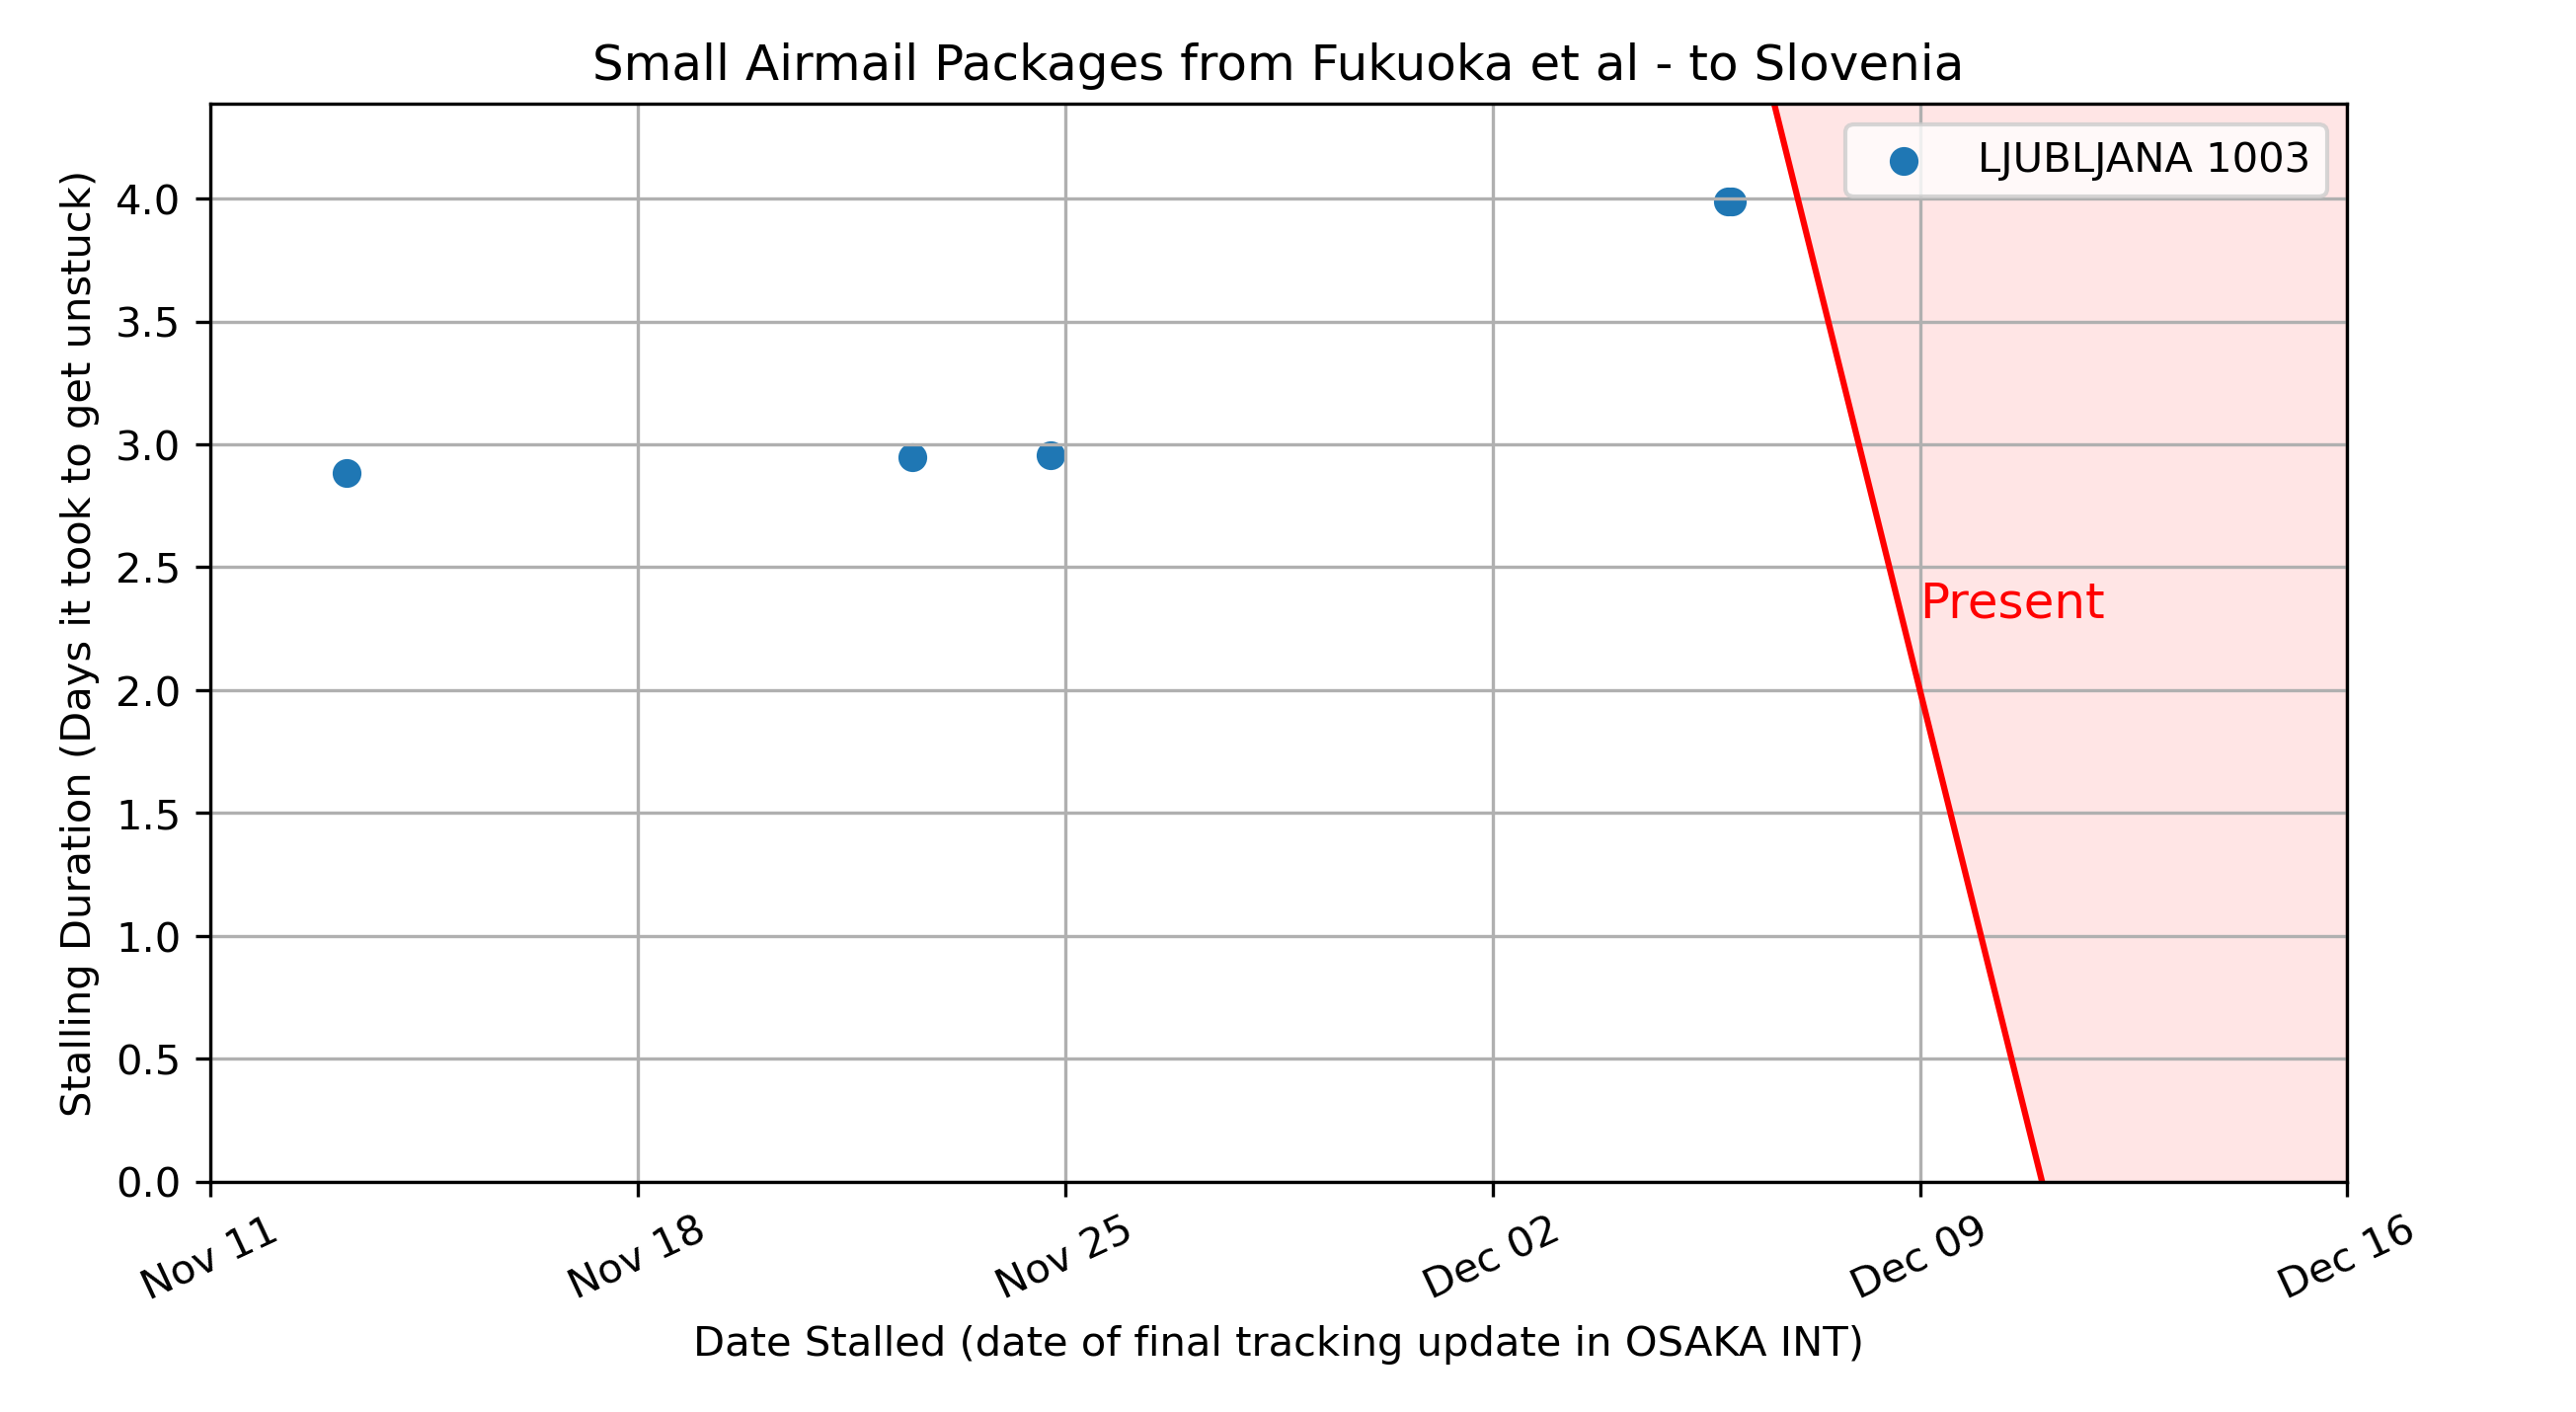 Small Airmail Packages from Fukuoka et al - to Slovenia
LJUBLJANA 1003
Stalling Duration (Days it took to get unstuck)
4.0
3.5
3.0
2.5
2.0
1.5
1.0
0.5
0.0
Present
Nov 11
Nov 18
Nov 25
Dec 02
Dec 09
Dec 16
Date Stalled (date of final tracking update in OSAKA INT)